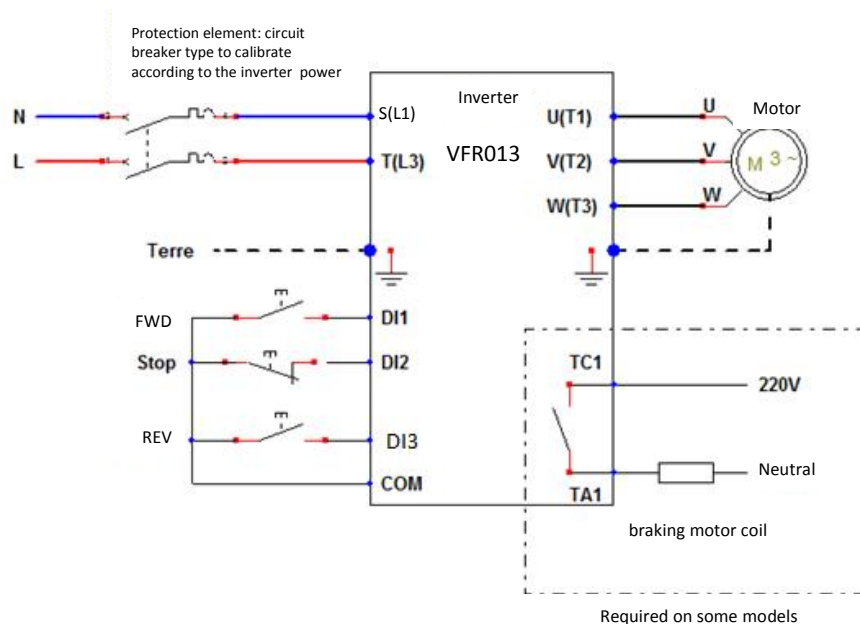 Protection element: circuit
breaker type to calibrate
according to the inverter power
N
S(L1)
Inverter
U(T1)
U
Motor
L
T(L3)
VFR013
V(T2)
V
M 3 ~
W(T3)
W
Terre
FWD
DI1
Stop
DI2
TC1
220V
REV
DI3
COM
TA1
Neutral
braking motor coil
Required on some models